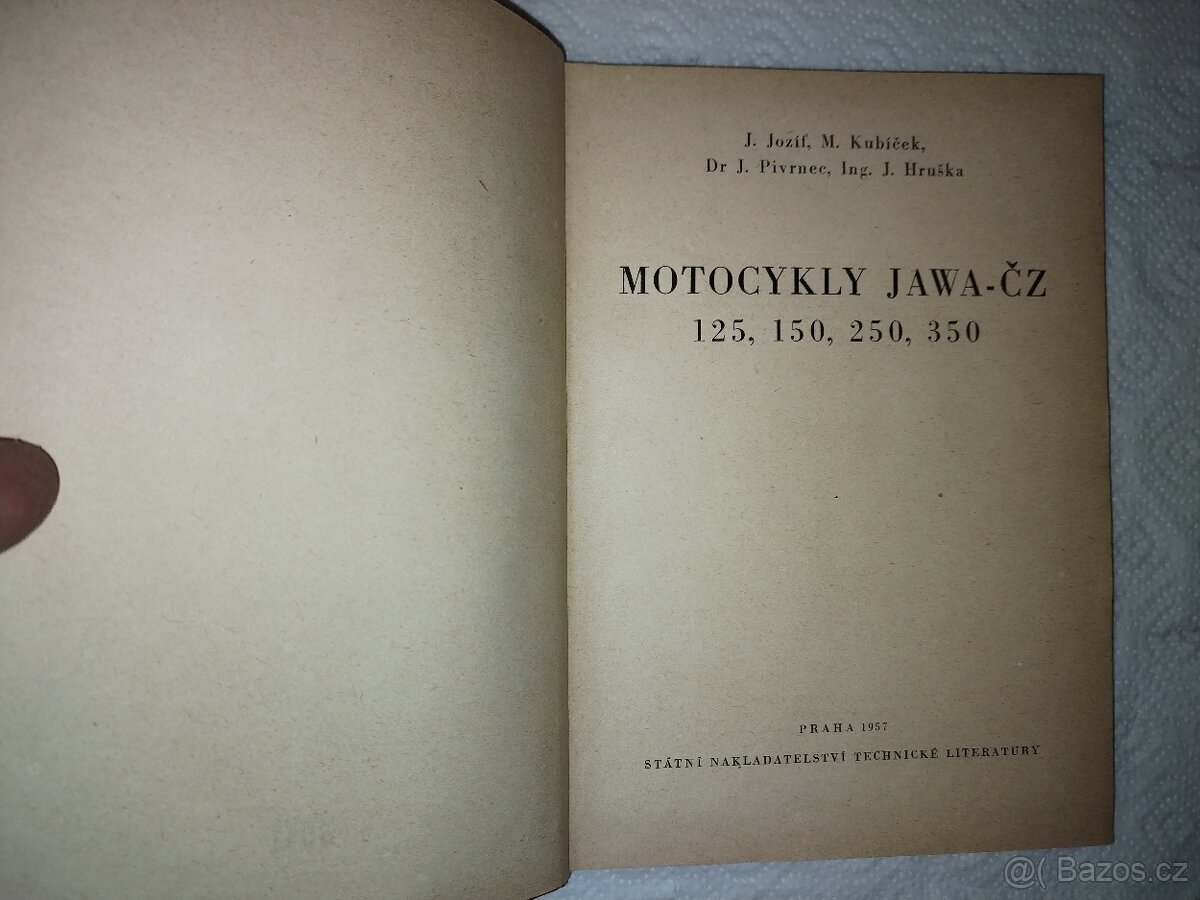 J. Jozíf, M. Kubíček,
Dr J. Pivrnec, Ing. J. Hruška
MOTOCYKLY JAWA-ČZ
125, 150, 250, 350
PRAHA 1957
STÁTNÍ NAKLADATELSTVÍ TECHNICKÉ LITERATURY
@( Bazos.cz